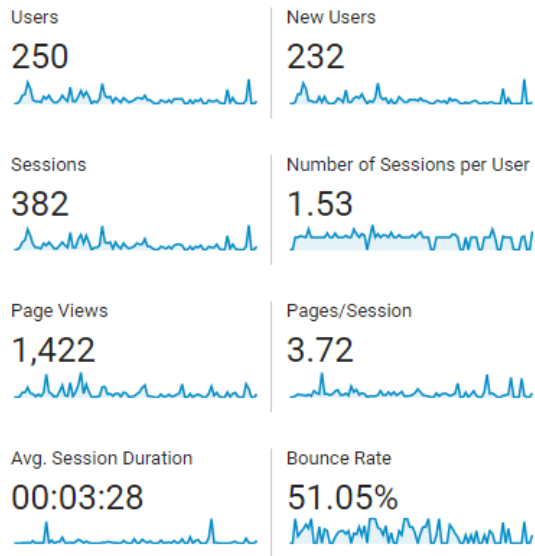 Users
250
New Users
232
Sessions
382
Number of Sessions per User
1.53
Page Views
1,422
Pages/Session
3.72
Avg. Session Duration
00:03:28
Bounce Rate
51.05%